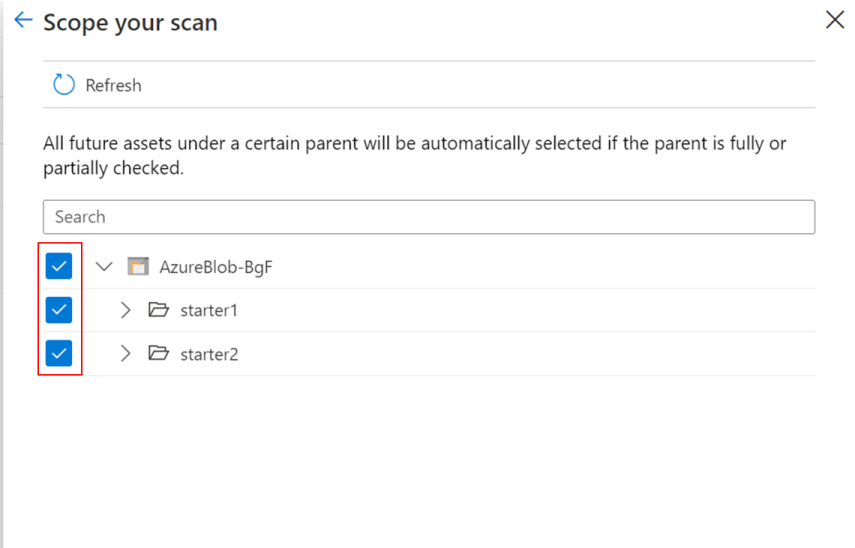 Scope your scan
Refresh
All future assets under a certain parent will be automatically selected if the parent is fully or
partially checked.
Search
AzureBlob-BgF
starter1
starter2